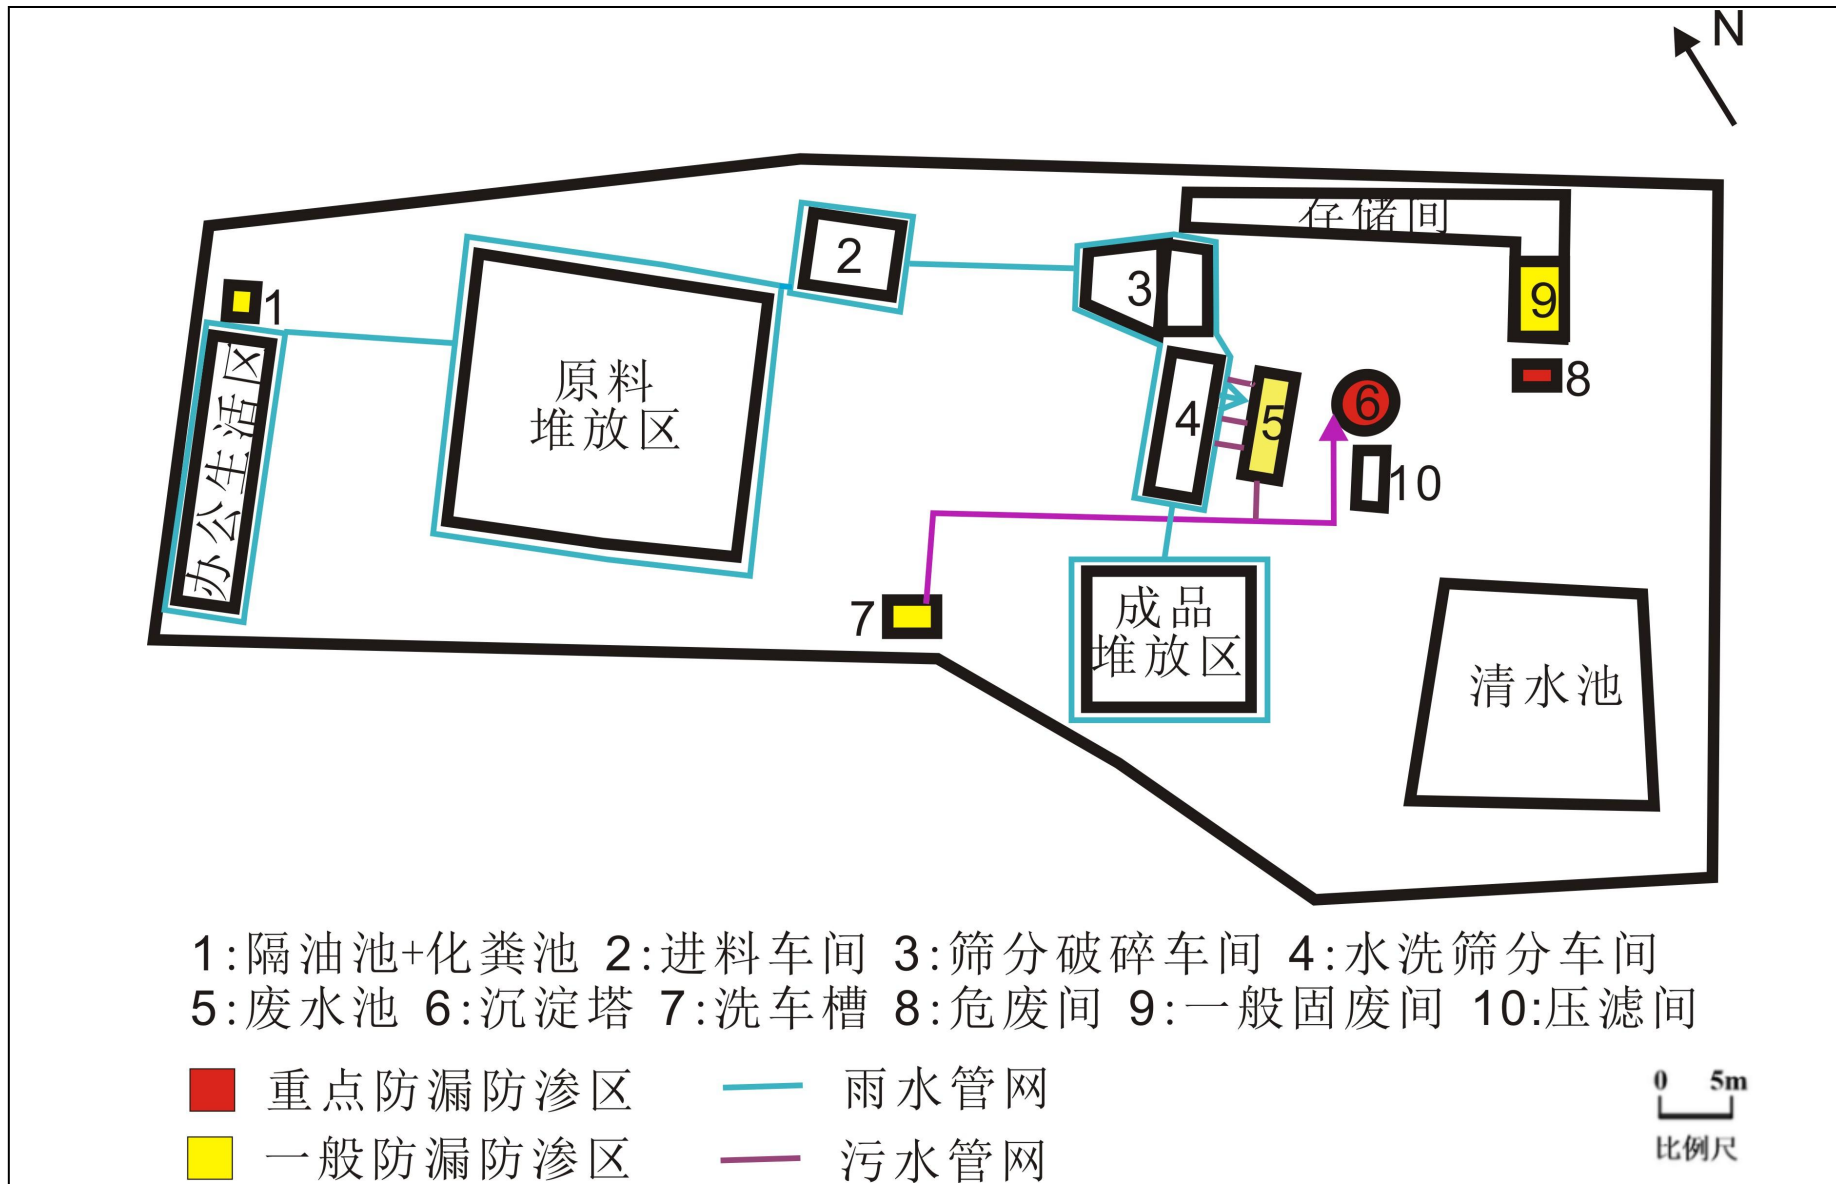 N
存储间
2
3
9
1
原料
堆放区
8
6
4
5
10
办公生活区
7
成品
堆放区
清水池
1:隔油池+化粪池 2:进料车间 3:筛分破碎车间 4:水洗筛分车间
5:废水池 6:沉淀塔 7:洗车槽 8:危废间 9:一般固废间 10:压滤间
重点防漏防渗区 雨水管网
一般防漏防渗区 污水管网
0 5m
比例尺